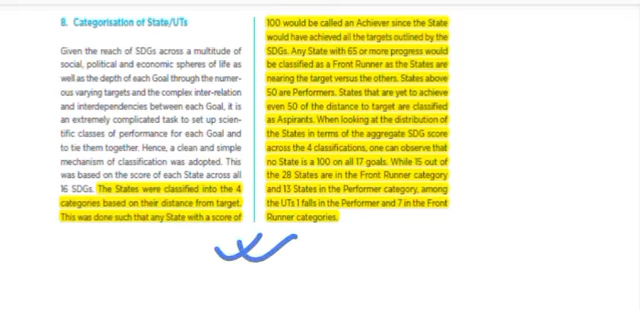 8. Categorisation of State/UTs
Given the reach of SDGs across a multitude of
social, political and economic spheres of life as
well as the depth of each Goal through the numer-
ous varying targets and the complex inter-relation
and interdependencies between each Goal, it is
an extremely complicated task to set up scien-
tific classes of performance for each Goal and
to tie them together. Hence, a clean and simple
mechanism of classification was adopted. This
was based on the score of each State across all
16 SDGs. The States were classified into the 4
categories based on their distance from target.
This was done such that any State with a score of
100 would be called an Achiever since the State
would have achieved all the targets outlined by the
SDGs. Any State with 65 or more progress would
be classified as a Front Runner as the States are
nearing the target versus the others. States above
50 are Performers. States that are yet to achieve
even 50 of the distance to target are classified
as Aspirants. When looking at the distribution of
the States in terms of the aggregate SDG score
across the 4 classifications, one can observe that
no State is a 100 on all 17 goals. While 15 out of
the 28 States are in the Front Runner category
and 13 States in the Performer category, among
the UTs 1 falls in the Performer and 7 in the Front
Runner categories.